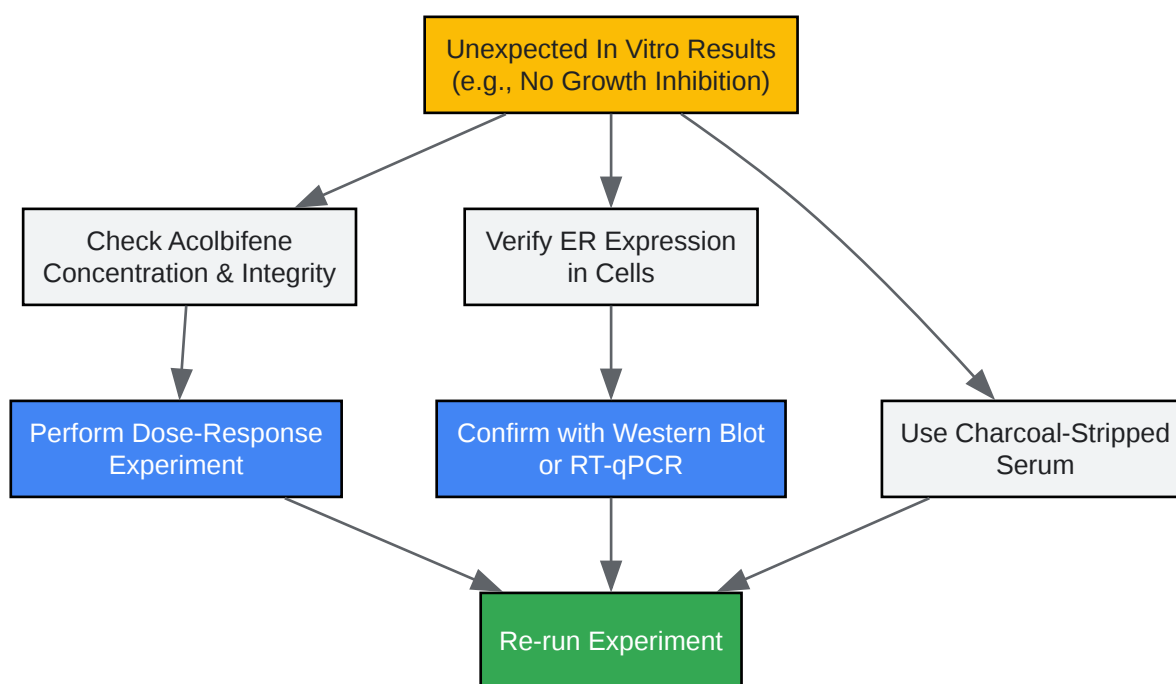 Unexpected In Vitro Results
(e.g., No Growth Inhibition)
Check Acolbifene
Concentration & Integrity
Verify ER Expression
in Cells
Perform Dose-Response
Experiment
Confirm with Western Blot
or RT-qPCR
Use Charcoal-Stripped
Serum
Re-run Experiment